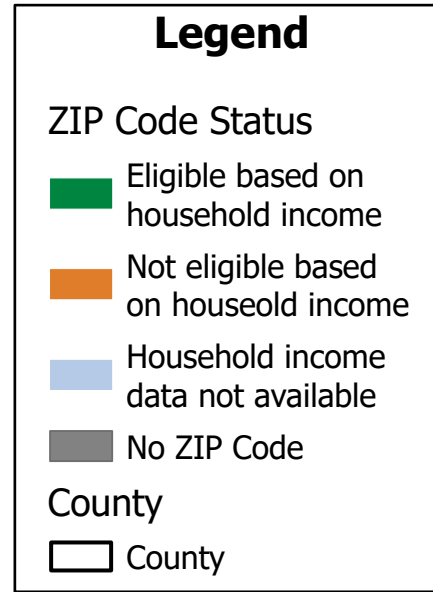 Legend
ZIP Code Status
Eligible based on
household income
Not eligible based
on houseold income
Household income
data not available
No ZIP Code
County
County